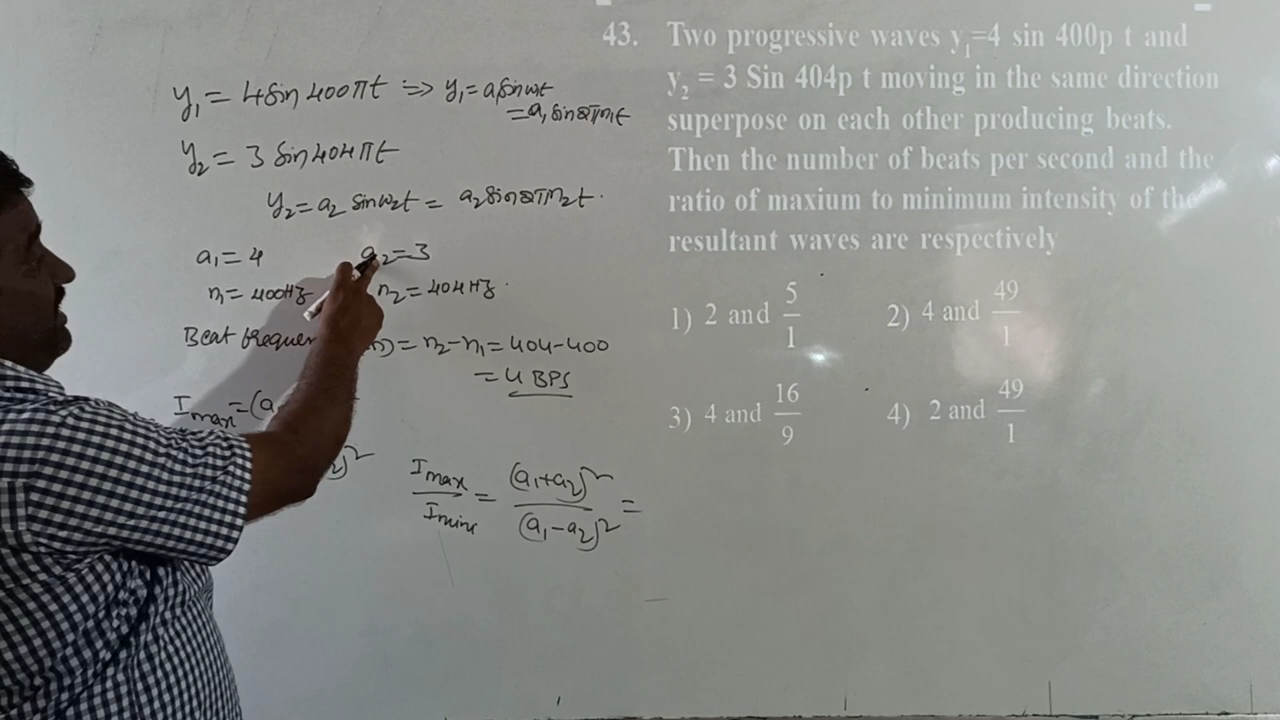 y₁ = 4 Sin 400πt ⇒ y₁ = a₁ sin ωt
= a₁ sin 2πn₁t
y₂ = 3 Sin 404πt
y₂ = a₂ sin ω₂t = a₂ sin 2πn₂t.
a₁ = 4 a₂ = 3
n₁ = 400Hz n₂ = 404Hz.
Beat = n₂ - n₁ = 404 - 400
= 4 BPS
Imax = (a
)²
Imax / Imin = (a₁+a₂)² / (a₁-a₂)² =
43. Two progressive waves y₁=4 sin 400p t and
y₂ = 3 Sin 404p t moving in the same direction
superpose on each other producing beats.
Then the number of beats per second and the
ratio of maxium to minimum intensity of the
resultant waves are respectively
1) 2 and 5/1 2) 4 and 49/1
3) 4 and 16/9 4) 2 and 49/1